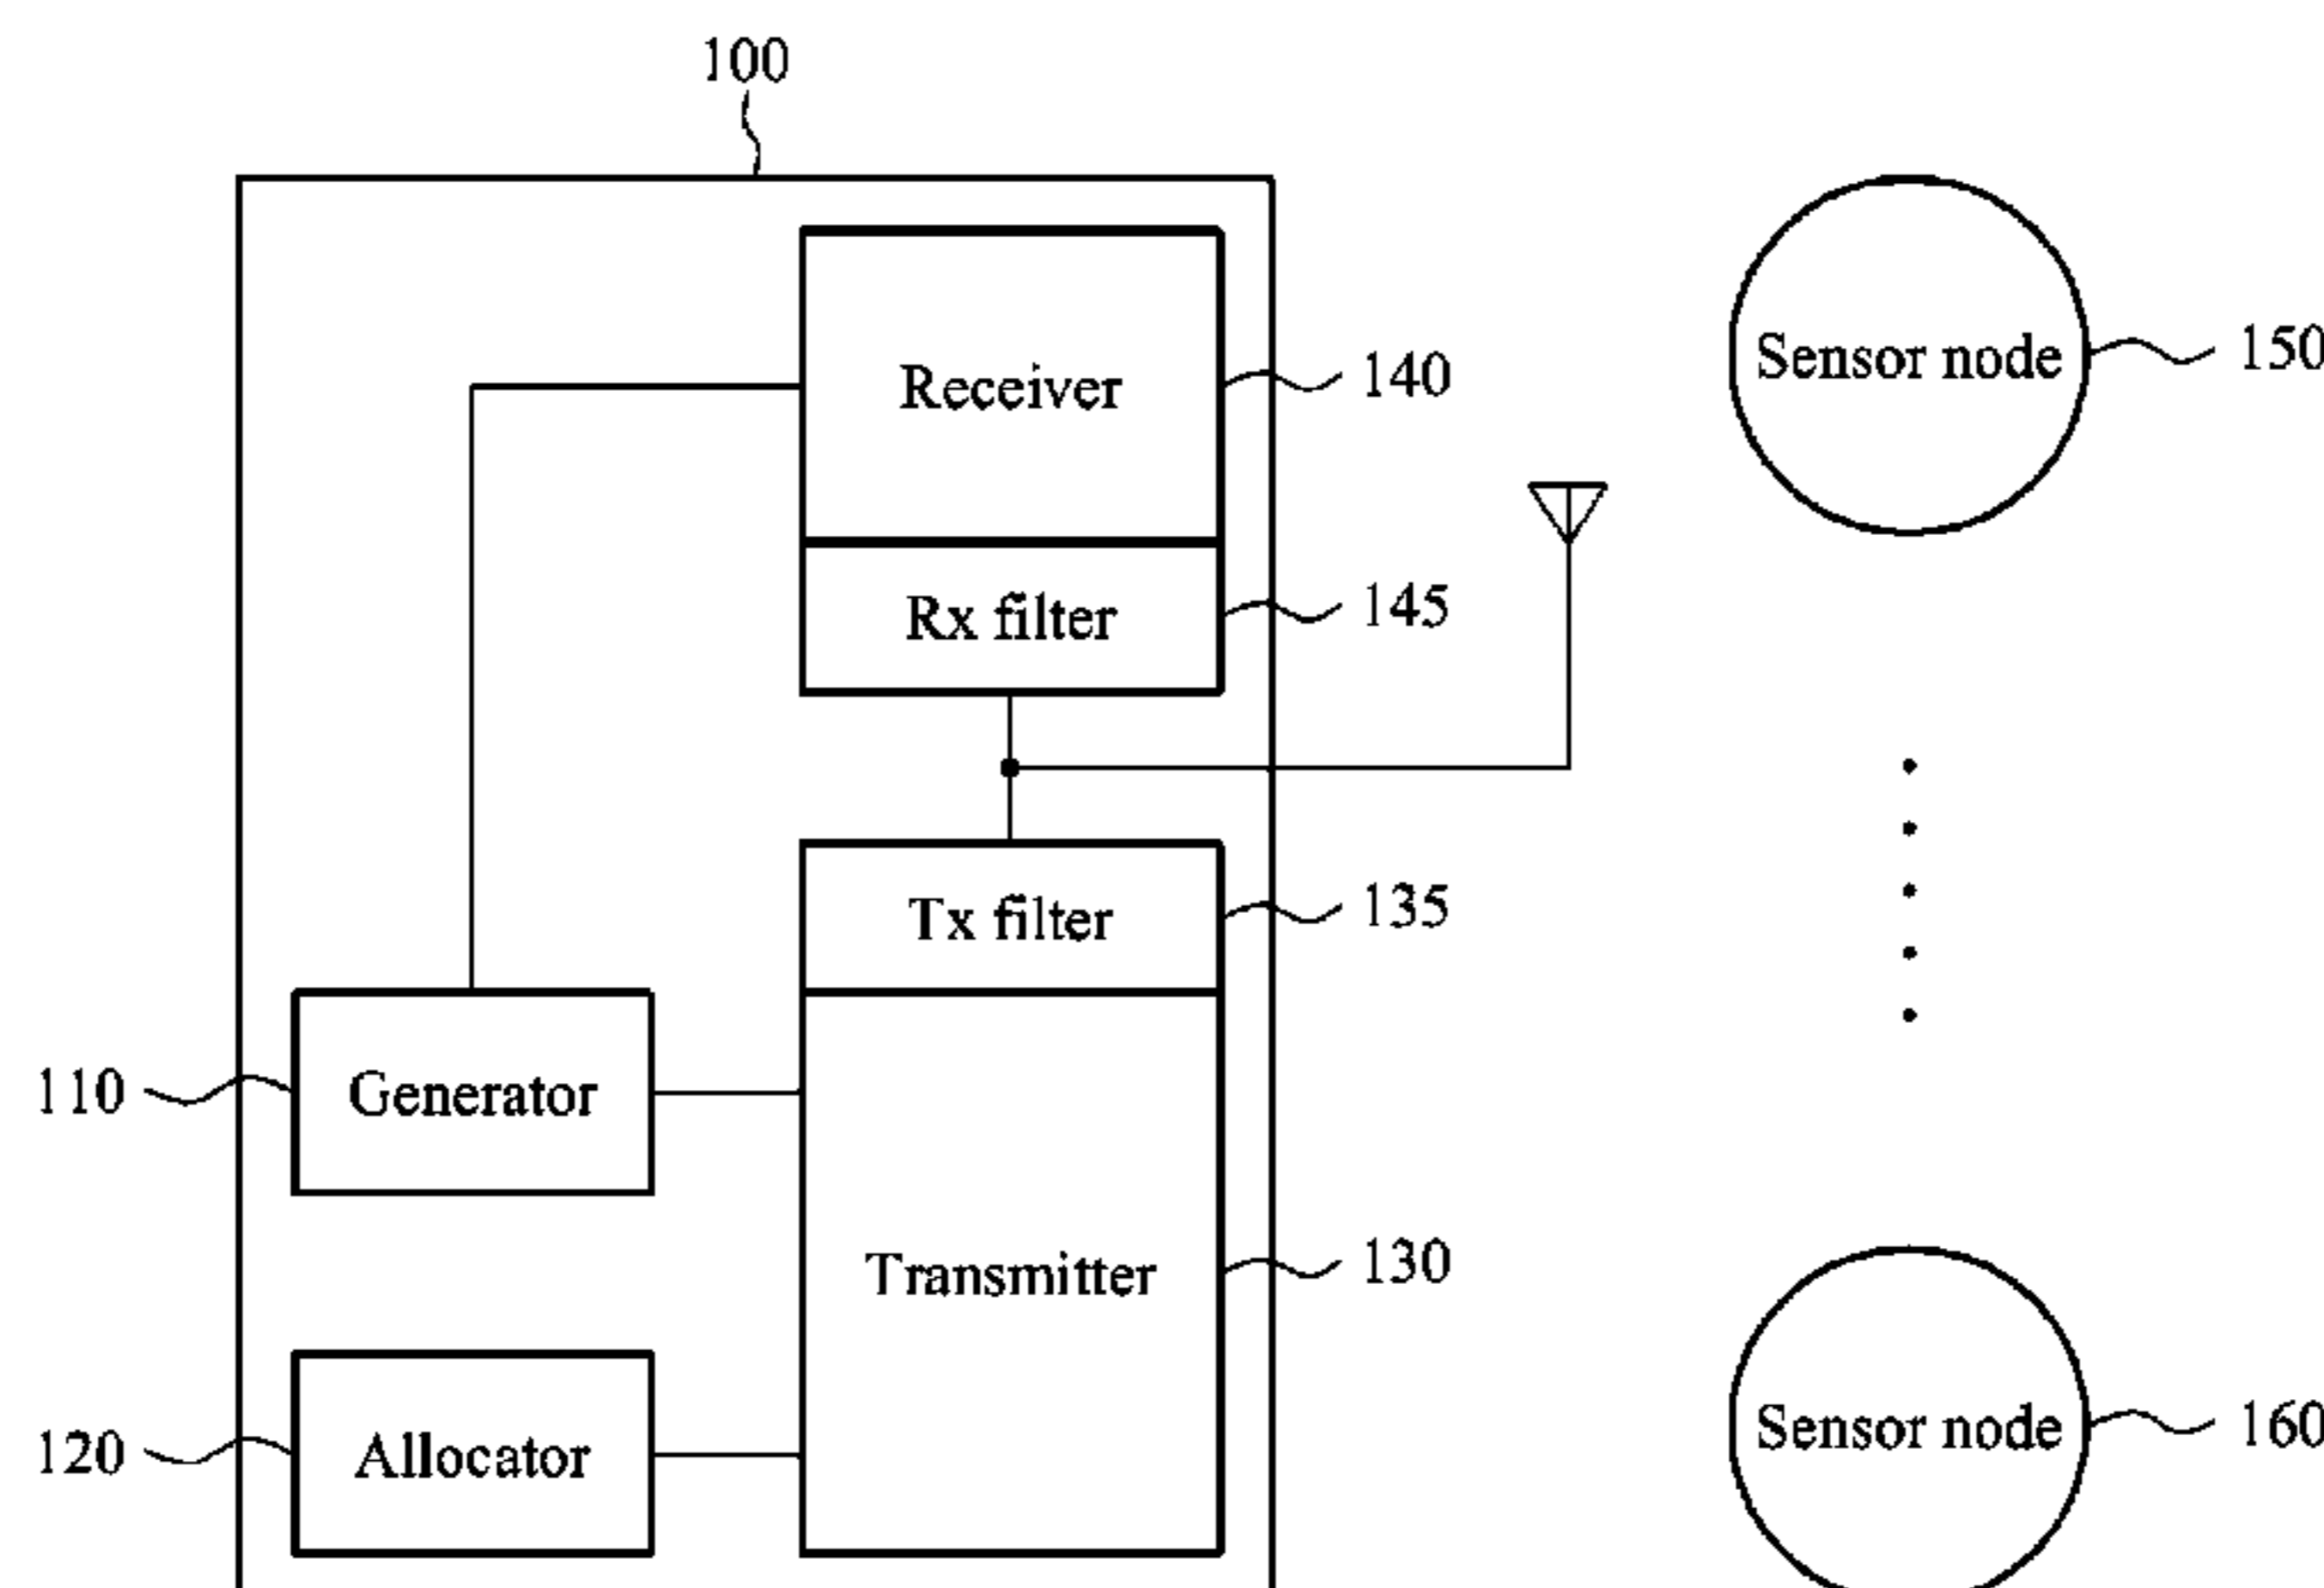 100
Receiver
140
Sensor node
150
Rx filter
145
Tx filter
135
110
Generator
Transmitter
130
120
Allocator
Sensor node
160